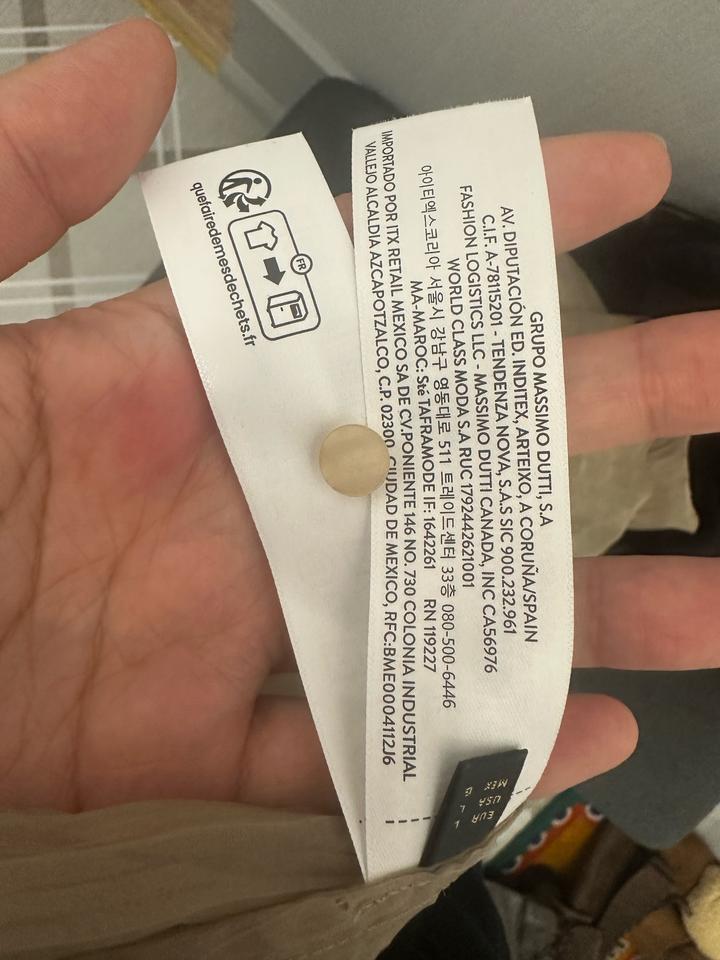 GRUPO MASSIMO DUTTI, S.A
AV. DIPUTACIÓN ED. INDITEX, ARTEIXO, A CORUÑA/SPAIN
C.I.F. A-78115201 - TENDENZA NOVA, S.A.S SIC 900.232.961
FASHION LOGISTICS LLC - MASSIMO DUTTI CANADA, INC CA56976
WORLD CLASS MODA S.A RUC 1792442621001
아이티엑스코리아 서울시 강남구 영동대로 511 트레이드센터 33층 080-500-6446
MA-MAROC: Sté TAFRAMODE IF: 1642261 RN 119227
IMPORTADO POR ITX RETAIL MEXICO SA DE CV.PONIENTE 146 NO. 730 COLONIA INDUSTRIAL
VALLEJO ALCALDIA AZCAPOTZALCO, C.P. 02300, CIUDAD DE MEXICO, RFC:BME0004112J6
FR
quefairedemesdechets.fr
EUR L
USA L
MEX G